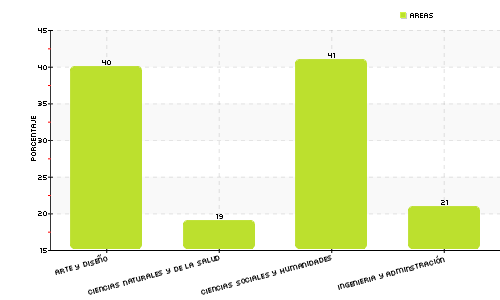 AREAS
45
40
35
30
25
20
15
PORCENTAJE
40
19
41
21
ARTE Y DISEÑO
CIENCIAS NATURALES Y DE LA SALUD
CIENCIAS SOCIALES Y HUMANIDADES
INGENIERIA Y ADMINSTRACIÓN